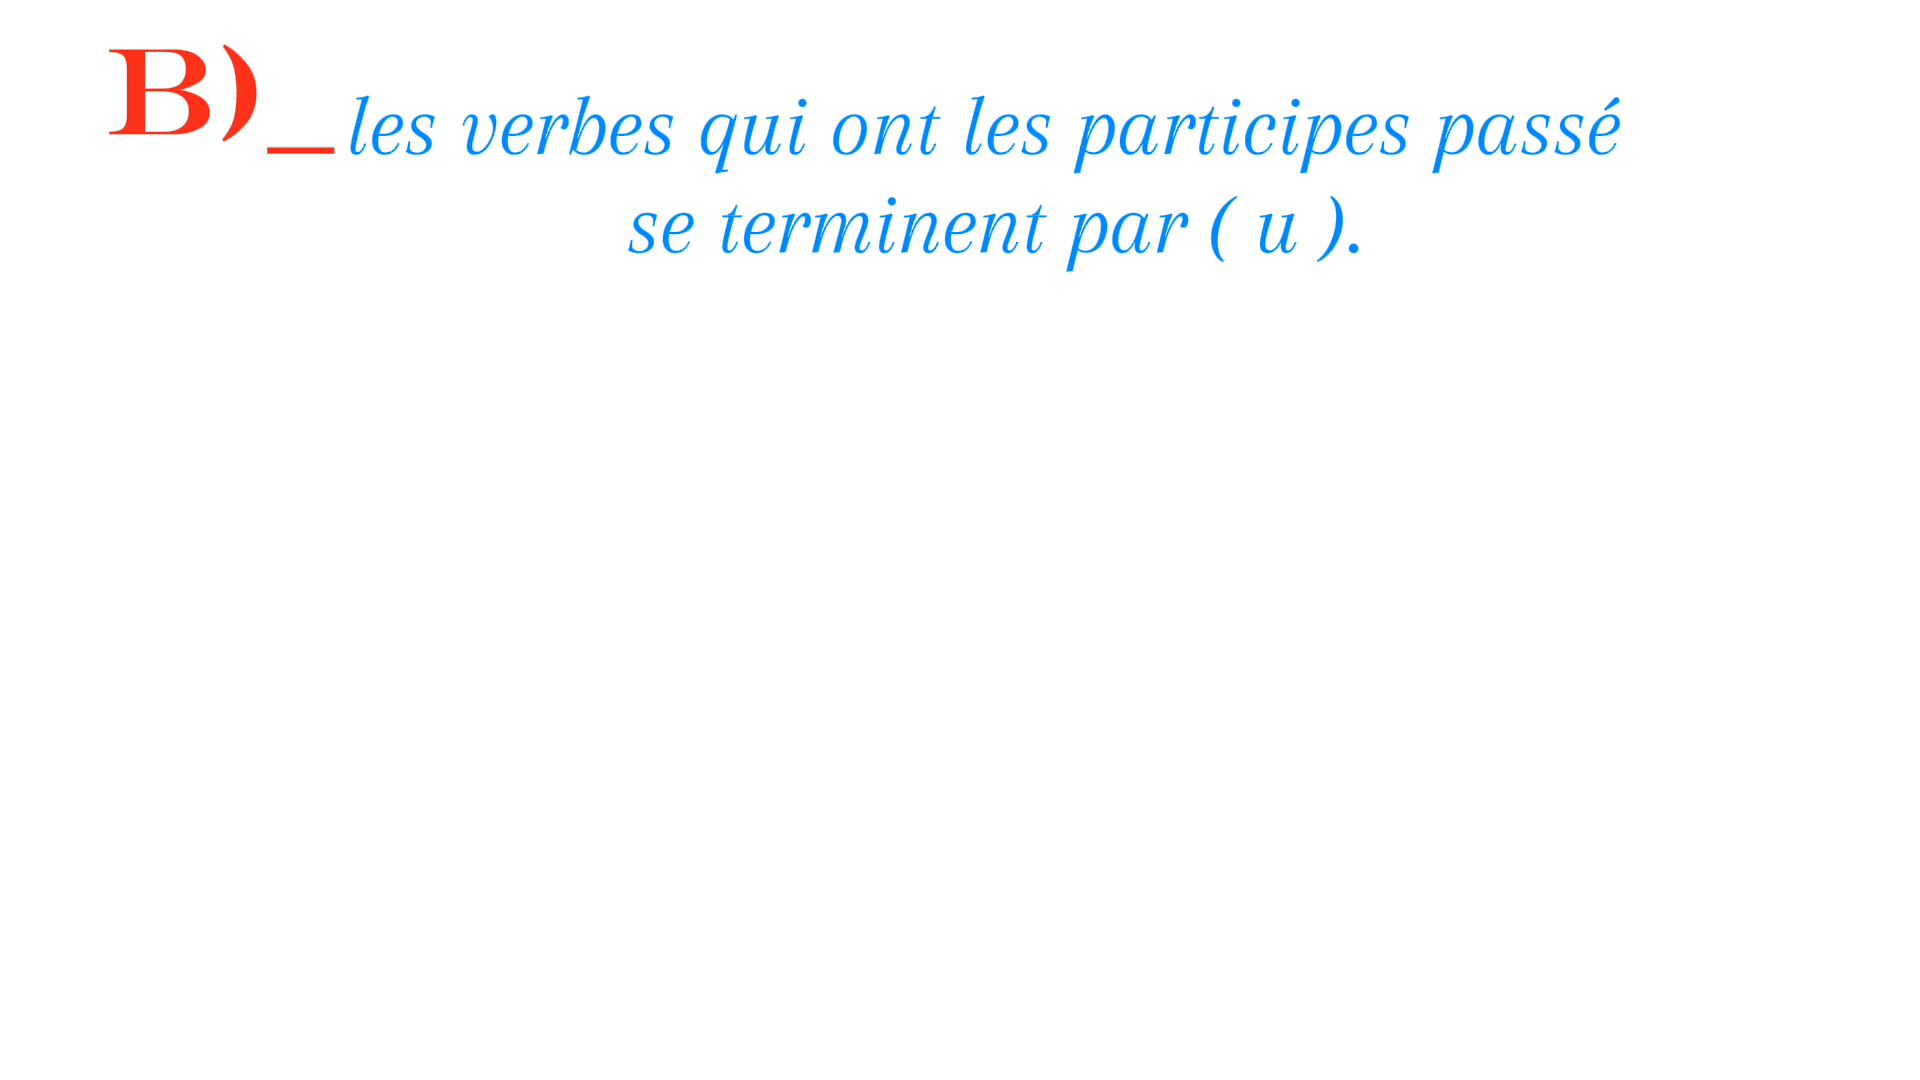 B)_les verbes qui ont les participes passé
se terminent par ( u ).